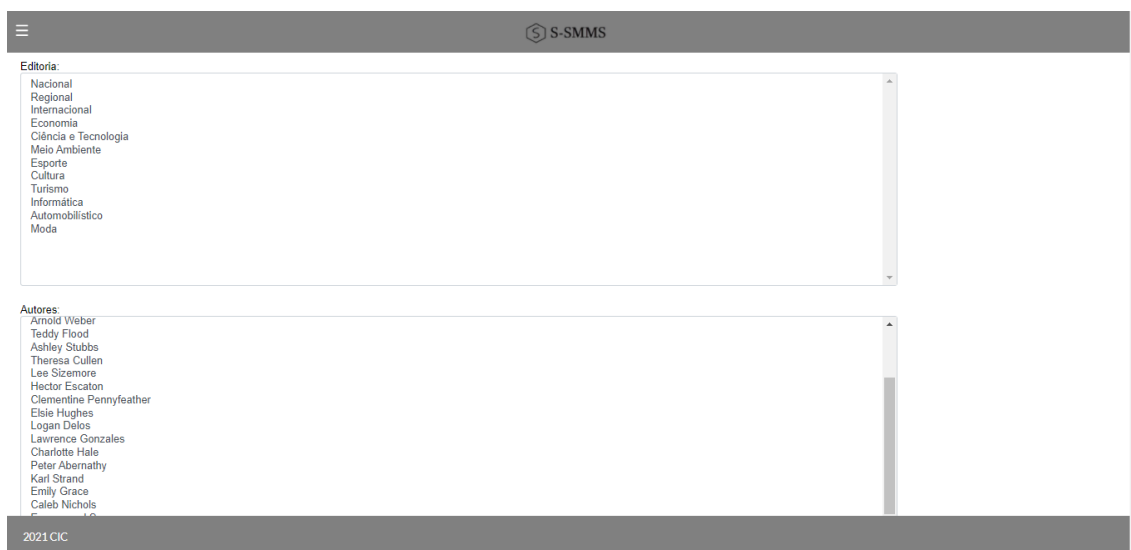 S-SMMS
Editoria:
Nacional
Regional
Internacional
Economia
Ciência e Tecnologia
Meio Ambiente
Esporte
Cultura
Turismo
Informática
Automobilístico
Moda
Autores:
Arnold Weber
Teddy Flood
Ashley Stubbs
Theresa Cullen
Lee Sizemore
Hector Escaton
Clementine Pennyfeather
Elsie Hughes
Logan Delos
Lawrence Gonzales
Charlotte Hale
Peter Abernathy
Karl Strand
Emily Grace
Caleb Nichols
2021 CIC